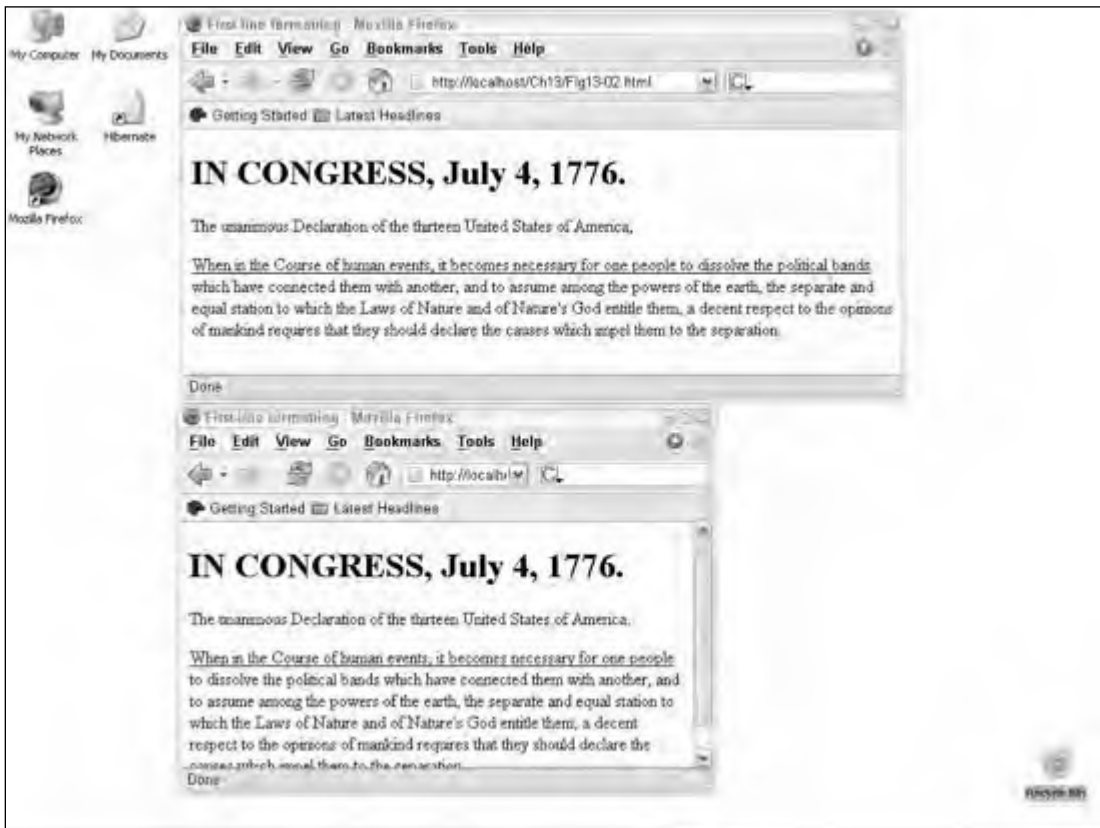 My Computer
My Documents
My Network Places
Hibernate
Mozilla Firefox
First-line formatting - Mozilla Firefox
File Edit View Go Bookmarks Tools Help
http://localhost/Ch13/Fig13-02.html
Getting Started Latest Headlines
IN CONGRESS, July 4, 1776.
The unanimous Declaration of the thirteen United States of America,
When in the Course of human events, it becomes necessary for one people to dissolve the political bands
which have connected them with another, and to assume among the powers of the earth, the separate and
equal station to which the Laws of Nature and of Nature's God entitle them, a decent respect to the opinions
of mankind requires that they should declare the causes which impel them to the separation.
Done
First-line formatting - Mozilla Firefox
File Edit View Go Bookmarks Tools Help
Getting Started Latest Headlines
IN CONGRESS, July 4, 1776.
The unanimous Declaration of the thirteen United States of America,
When in the Course of human events, it becomes necessary for one people
to dissolve the political bands which have connected them with another, and
to assume among the powers of the earth, the separate and equal station to
which the Laws of Nature and of Nature's God entitle them, a decent
respect to the opinions of mankind requires that they should declare the
causes which impel them to the separation.
Done